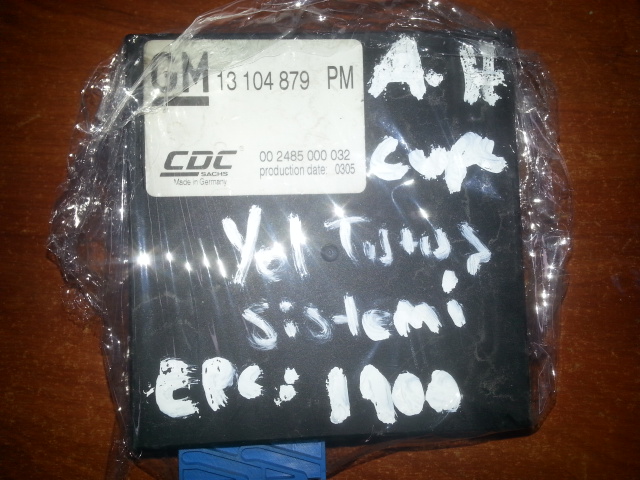 GM 13 104 879 PM
CDC
SACHS
Made in Germany
00 2485 000 032
production date: 0305
A.H
Cupe
Yol Tutuş
sistemi
EPC: 1900